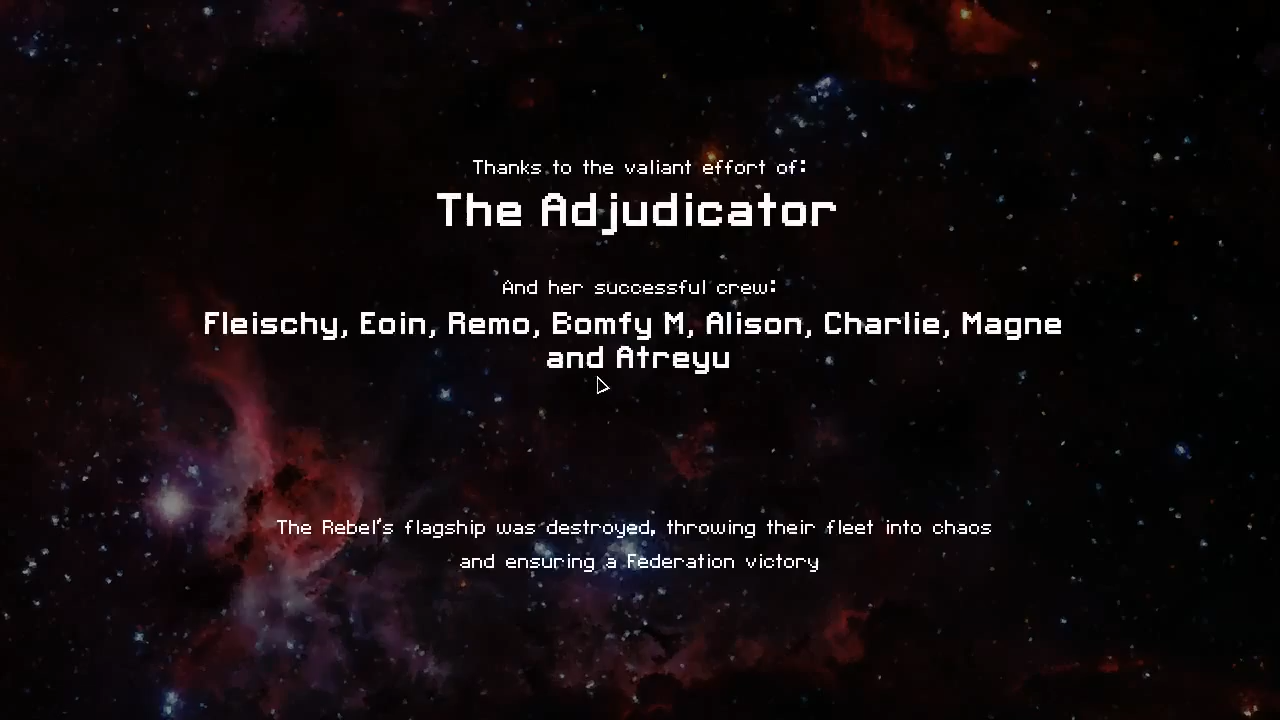 Thanks to the valiant effort of:
The Adjudicator
And her successful crew:
Fleischy, Eoin, Remo, Bomfy M, Alison, Charlie, Magne
and Atreyu
The Rebel's flagship was destroyed, throwing their fleet into chaos
and ensuring a Federation victory